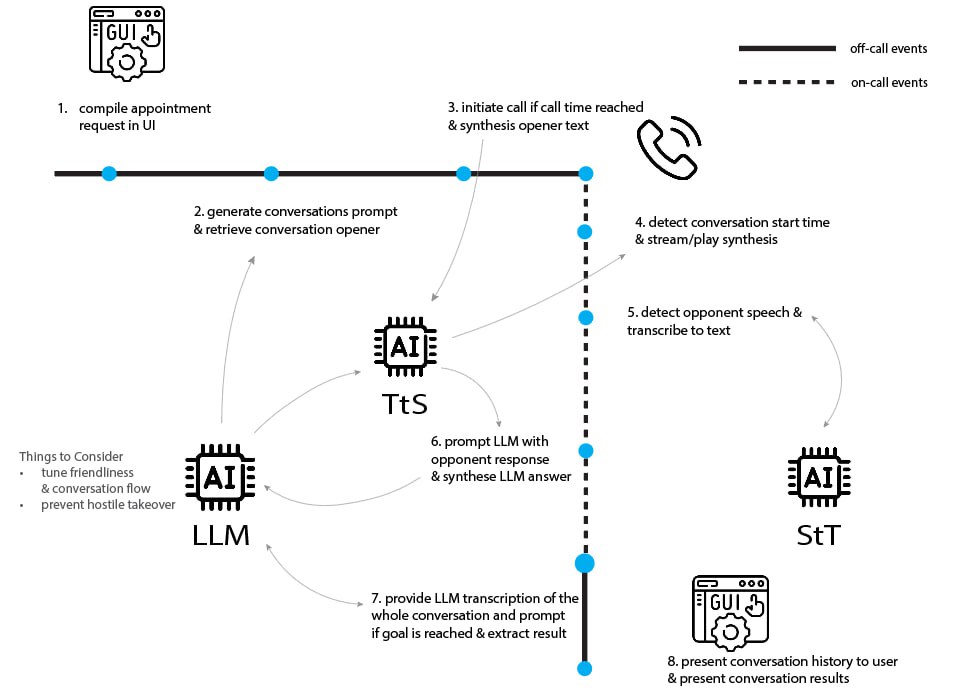 GUI
off-call events
on-call events
1. compile appointment
request in UI
3. initiate call if call time reached
& synthesis opener text
2. generate conversations prompt
& retrieve conversation opener
4. detect conversation start time
& stream/play synthesis
5. detect opponent speech &
transcribe to text
AI
TtS
6. prompt LLM with
opponent response
& synthese LLM answer
Things to Consider
• tune friendliness
& conversation flow
• prevent hostile takeover
AI
LLM
AI
StT
7. provide LLM transcription of the
whole conversation and prompt
if goal is reached & extract result
GUI
8. present conversation history to user
& present conversation results